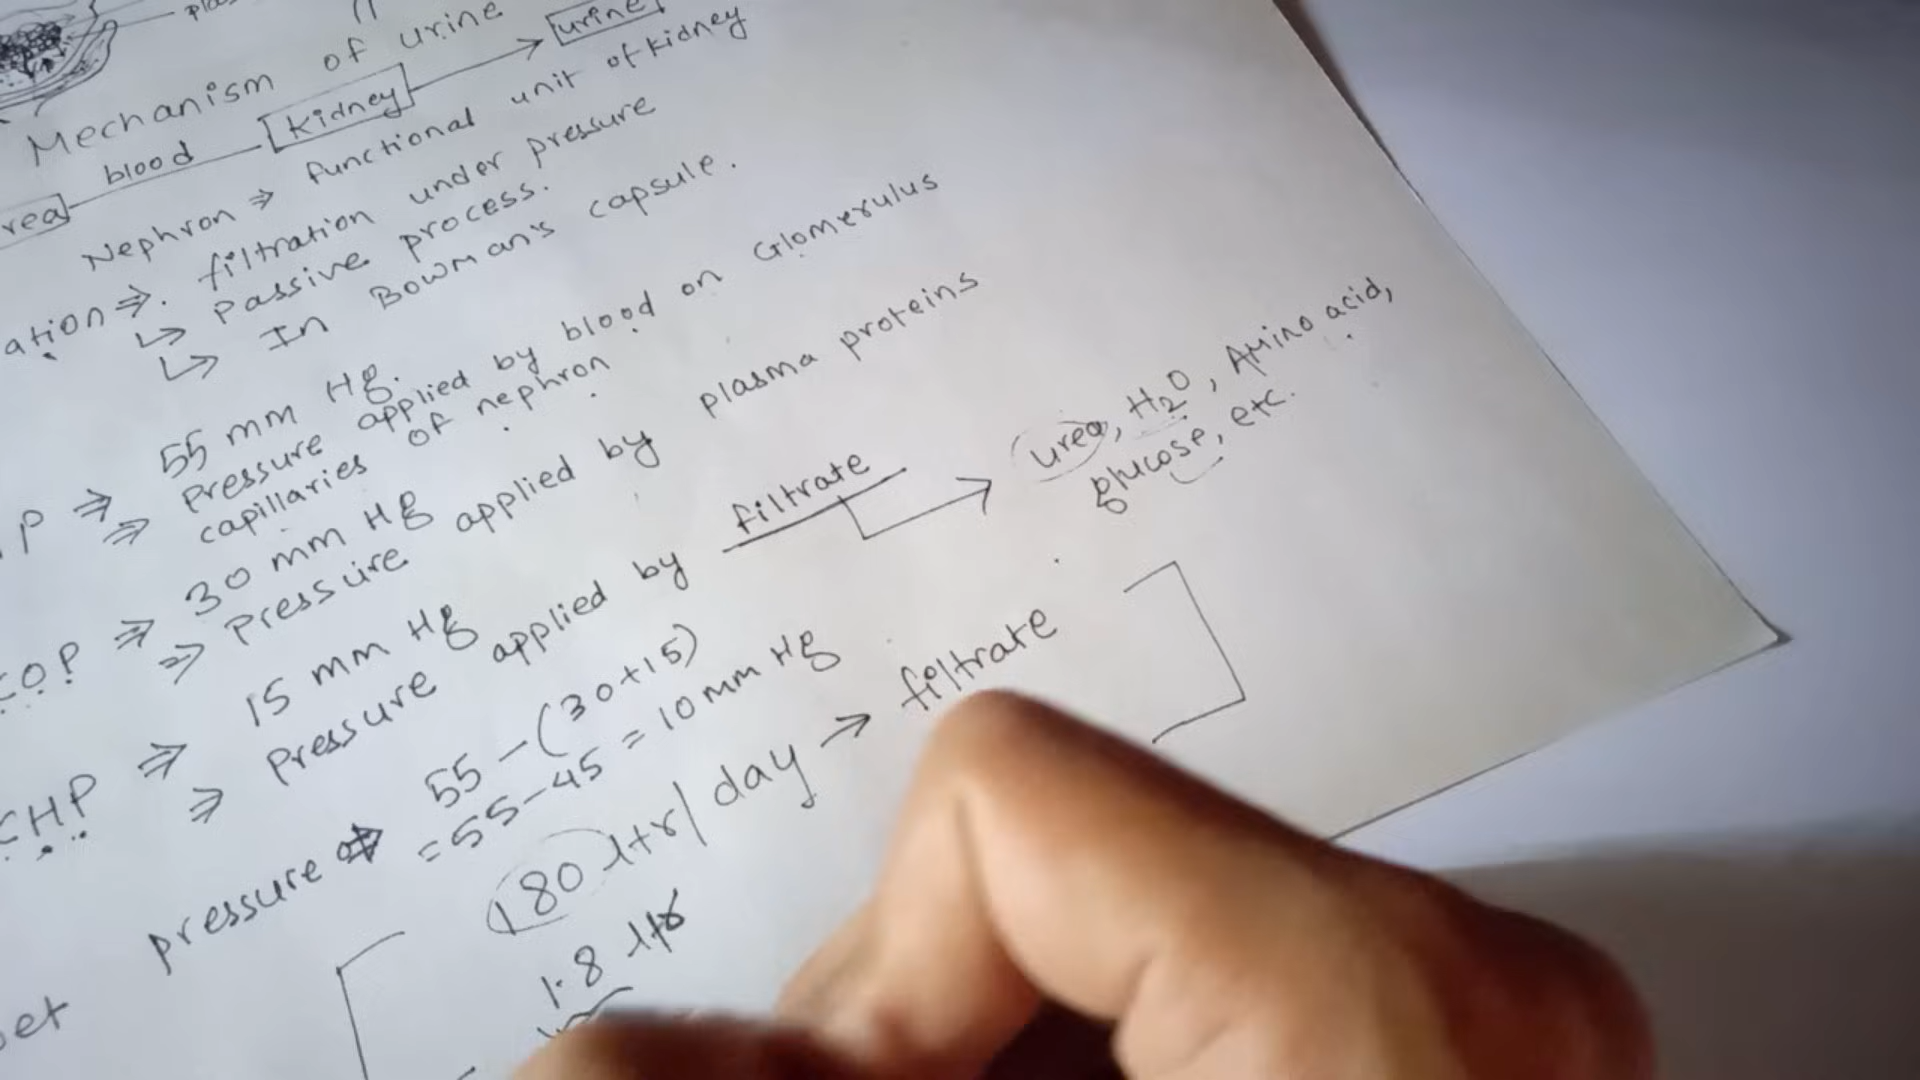 Mechanism of urine
blood [Kidney] → [urine]
Nephron ⇒ functional unit of kidney
ation ⇒. filtration under pressure
↳ passive process.
↳ In Bowman's capsule.
P ⇒ 55 mm Hg.
⇒ Pressure applied by blood on Glomerulus
capillaries of nephron
COP ⇒ 30 mm Hg
⇒ Pressure applied by plasma proteins
CHP ⇒ 15 mm Hg
⇒ Pressure applied by filtrate → urea, H2O, Amino acid,
glucose, etc.
pressure ⇒ 55 - (30+15)
= 55 - 45 = 10 mm Hg
180 ltr/day → filtrate
1.8 ltr